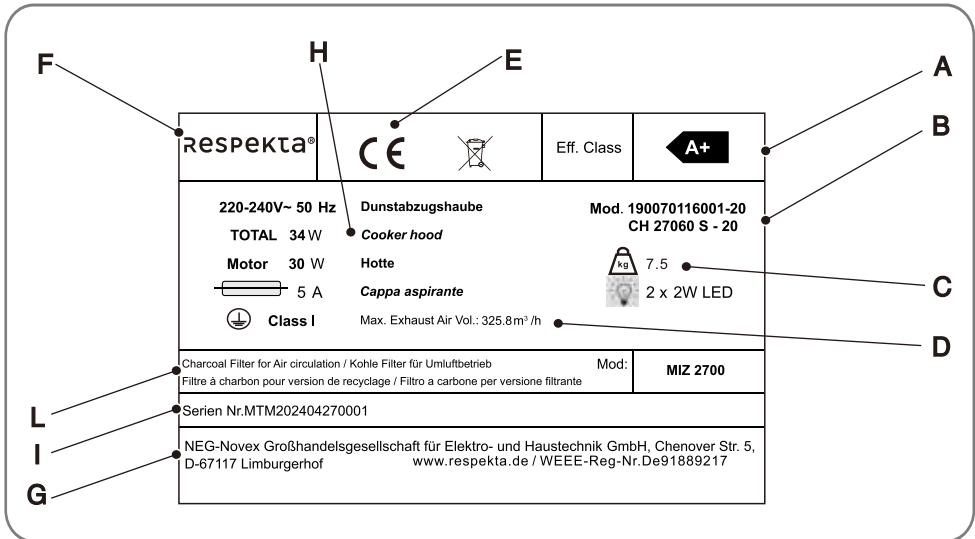 F
H
E
A
B
C
D
L
I
G
Respekta®
CE
Eff. Class
A+
220-240V~ 50 Hz
TOTAL 34 W
Motor 30 W
5 A
Class I
Dunstabzugshaube
Cooker hood
Hotte
Cappa aspirante
Max. Exhaust Air Vol.: 325.8 m³ /h
Mod. 190070116001-20
CH 27060 S - 20
kg 7.5
2 x 2W LED
Charcoal Filter for Air circulation / Kohle Filter für Umluftbetrieb
Filtre à charbon pour version de recyclage / Filtro a carbone per versione filtrante
Mod:
MIZ 2700
Serien Nr.MTM202404270001
NEG-Novex Großhandelsgesellschaft für Elektro- und Haustechnik GmbH, Chenover Str. 5,
D-67117 Limburgerhof www.respekta.de / WEEE-Reg-Nr.De91889217